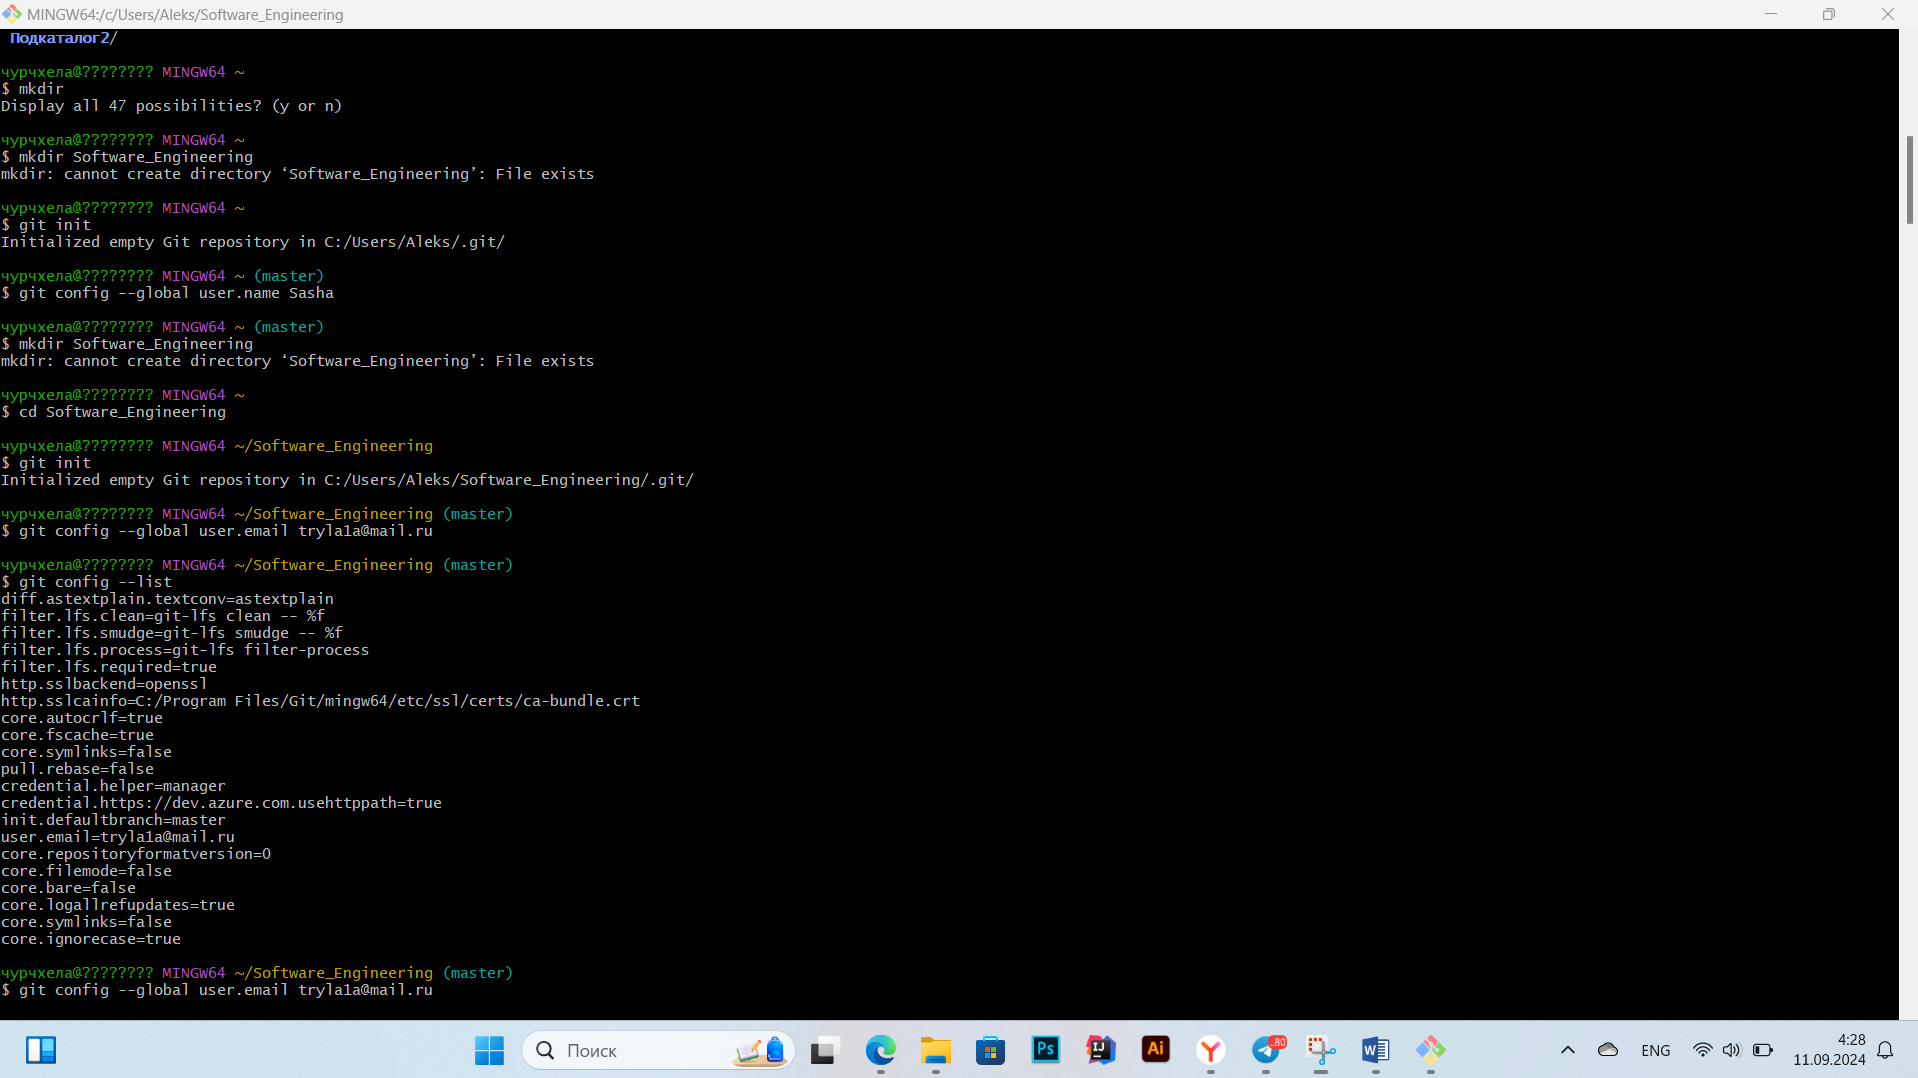 MINGW64:/c/Users/Aleks/Software_Engineering
Подкаталог2/
чурчхела@???????? MINGW64 ~
$ mkdir
Display all 47 possibilities? (y or n)
чурчхела@???????? MINGW64 ~
$ mkdir Software_Engineering
mkdir: cannot create directory ‘Software_Engineering’: File exists
чурчхела@???????? MINGW64 ~
$ git init
Initialized empty Git repository in C:/Users/Aleks/.git/
чурчхела@???????? MINGW64 ~ (master)
$ git config --global user.name Sasha
чурчхела@???????? MINGW64 ~ (master)
$ mkdir Software_Engineering
mkdir: cannot create directory ‘Software_Engineering’: File exists
чурчхела@???????? MINGW64 ~
$ cd Software_Engineering
чурчхела@???????? MINGW64 ~/Software_Engineering
$ git init
Initialized empty Git repository in C:/Users/Aleks/Software_Engineering/.git/
чурчхела@???????? MINGW64 ~/Software_Engineering (master)
$ git config --global user.email tryla1a@mail.ru
чурчхела@???????? MINGW64 ~/Software_Engineering (master)
$ git config --list
diff.astextplain.textconv=astextplain
filter.lfs.clean=git-lfs clean -- %f
filter.lfs.smudge=git-lfs smudge -- %f
filter.lfs.process=git-lfs filter-process
filter.lfs.required=true
http.sslbackend=openssl
http.sslcainfo=C:/Program Files/Git/mingw64/etc/ssl/certs/ca-bundle.crt
core.autocrlf=true
core.fscache=true
core.symlinks=false
pull.rebase=false
credential.helper=manager
credential.https://dev.azure.com.usehttppath=true
init.defaultbranch=master
user.email=tryla1a@mail.ru
core.repositoryformatversion=0
core.filemode=false
core.bare=false
core.logallrefupdates=true
core.symlinks=false
core.ignorecase=true
чурчхела@???????? MINGW64 ~/Software_Engineering (master)
$ git config --global user.email tryla1a@mail.ru
Поиск
Ps
IJ
Ai
Y
.80
W
ENG
4:28
11.09.2024